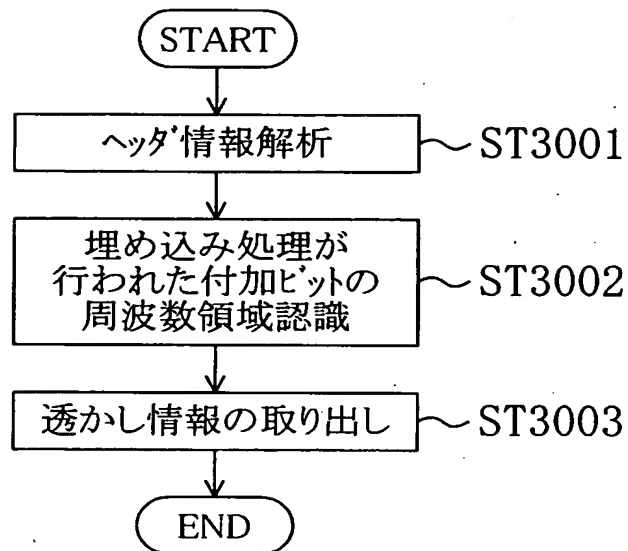 START
ヘッダ情報解析 ST3001
埋め込み処理が
行われた付加ビットの ST3002
周波数領域認識
透かし情報の取り出し ST3003
END